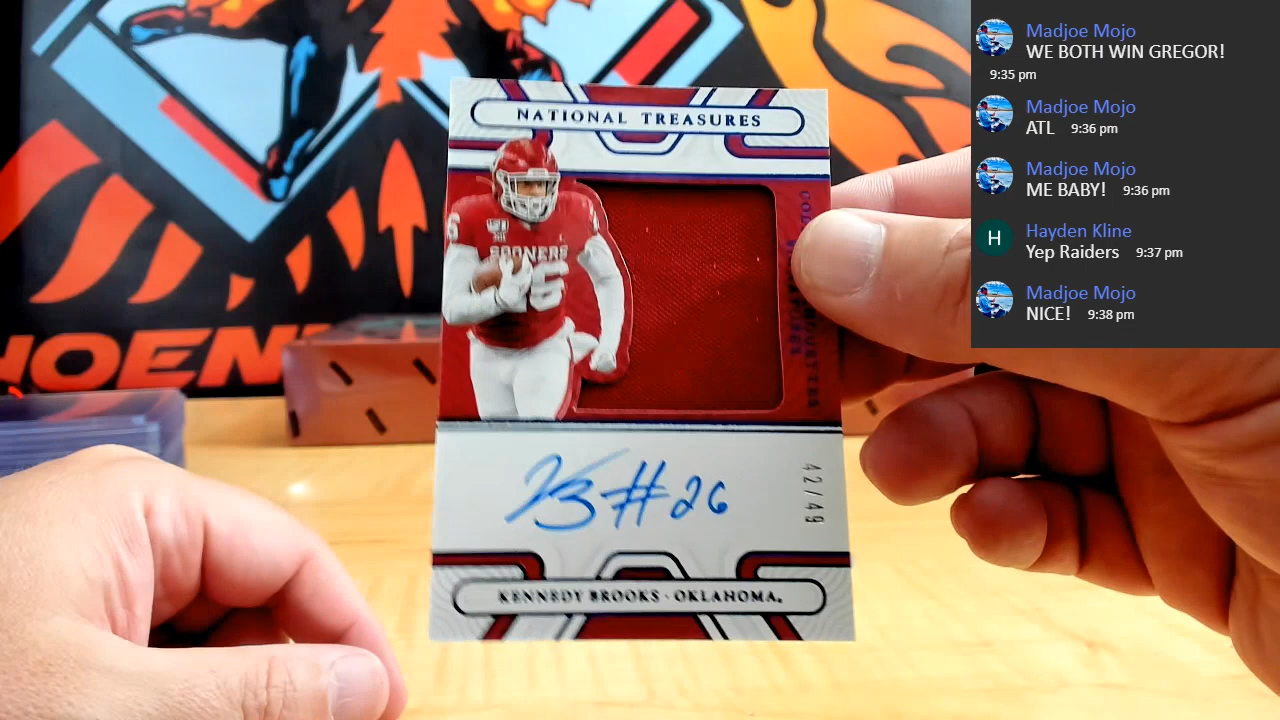 NATIONAL TREASURES
SOONERS
26
KENNEDY BROOKS · OKLAHOMA
#26
42/49
HOEN
Madjoe Mojo
WE BOTH WIN GREGOR!
9:35 pm
Madjoe Mojo
ATL 9:36 pm
Madjoe Mojo
ME BABY! 9:36 pm
H
Hayden Kline
Yep Raiders 9:37 pm
Madjoe Mojo
NICE! 9:38 pm